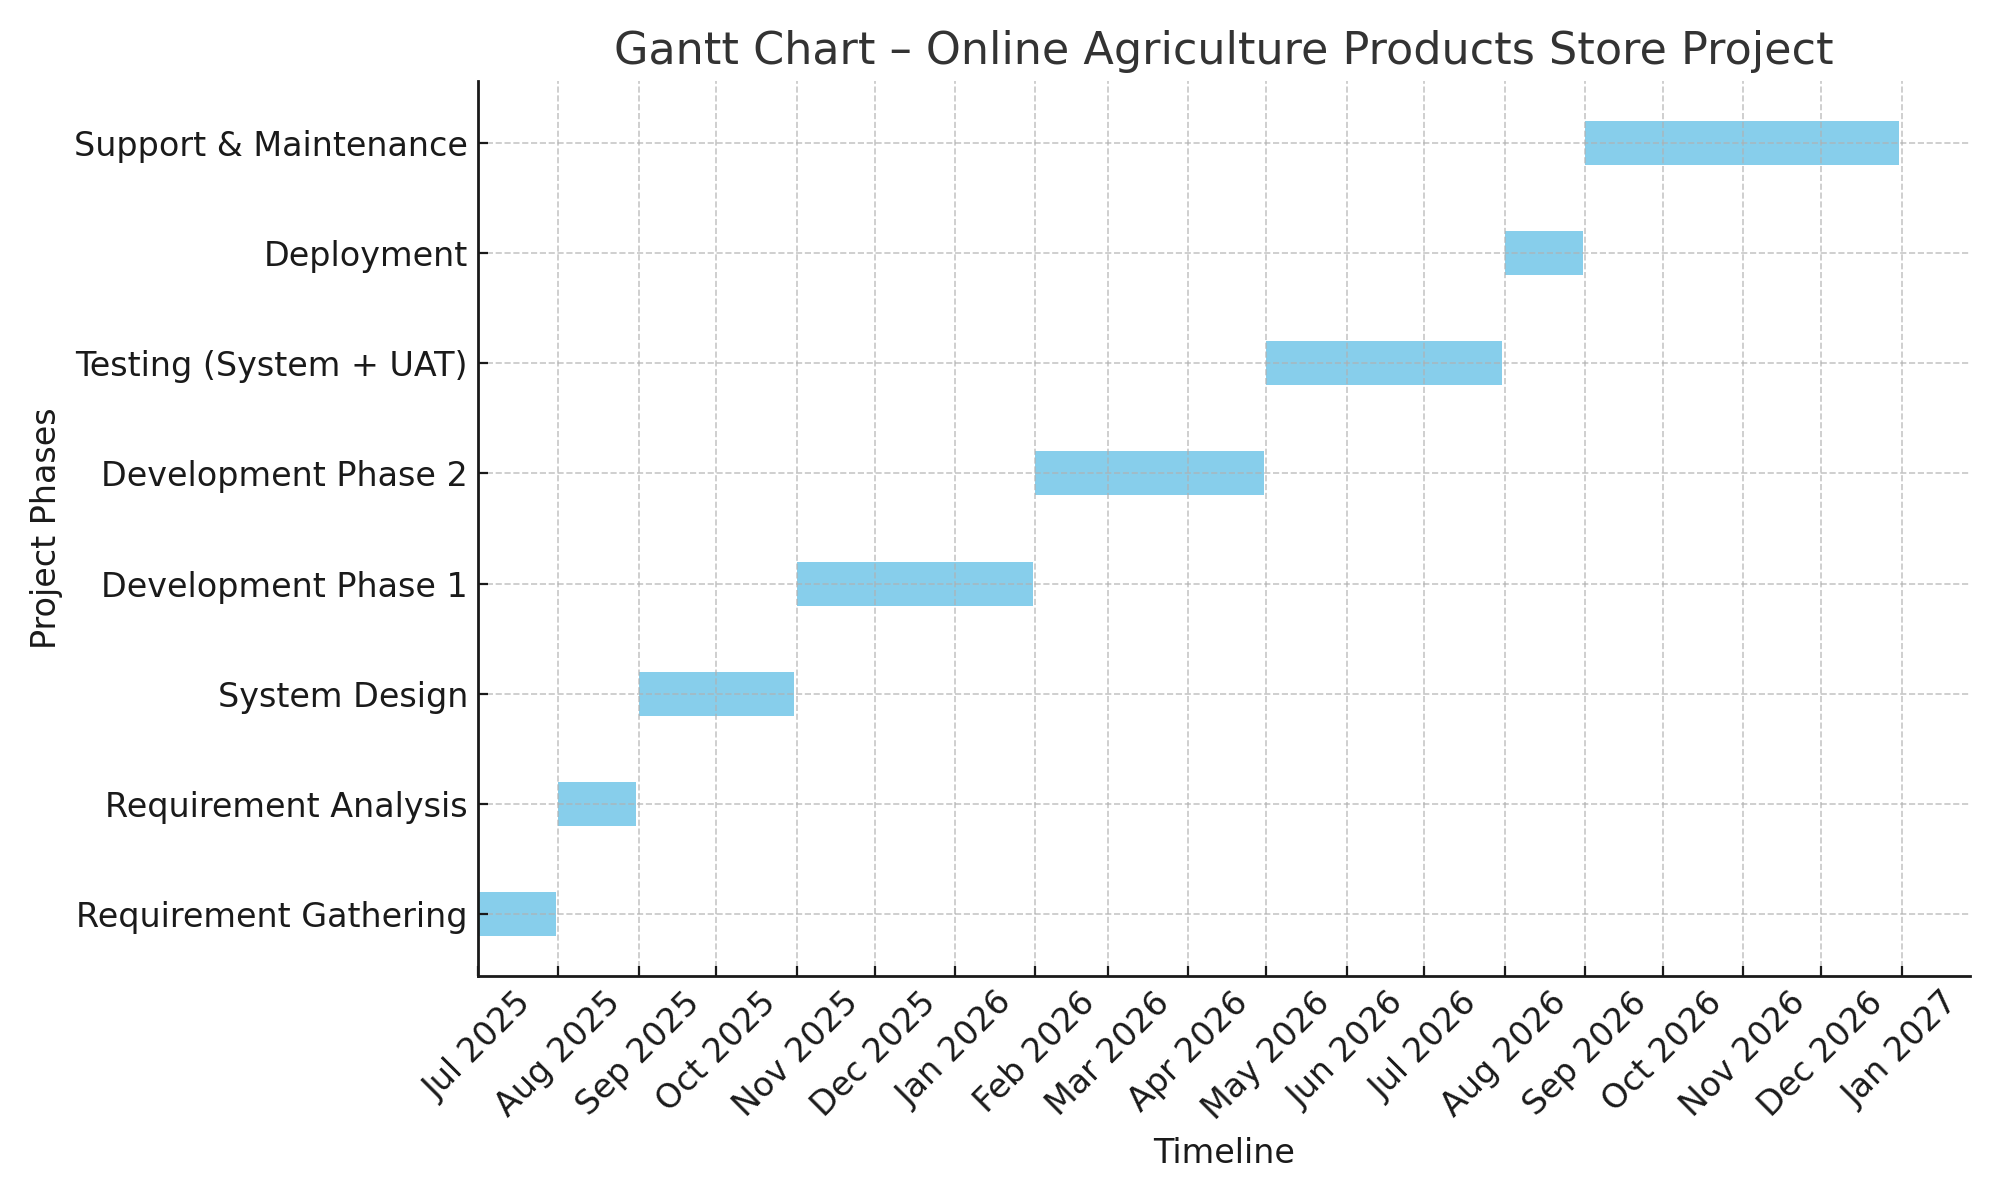 Gantt Chart – Online Agriculture Products Store Project
Project Phases
Support & Maintenance
Deployment
Testing (System + UAT)
Development Phase 2
Development Phase 1
System Design
Requirement Analysis
Requirement Gathering
Jul 2025
Aug 2025
Sep 2025
Oct 2025
Nov 2025
Dec 2025
Jan 2026
Feb 2026
Mar 2026
Apr 2026
May 2026
Jun 2026
Jul 2026
Aug 2026
Sep 2026
Oct 2026
Nov 2026
Dec 2026
Jan 2027
Timeline